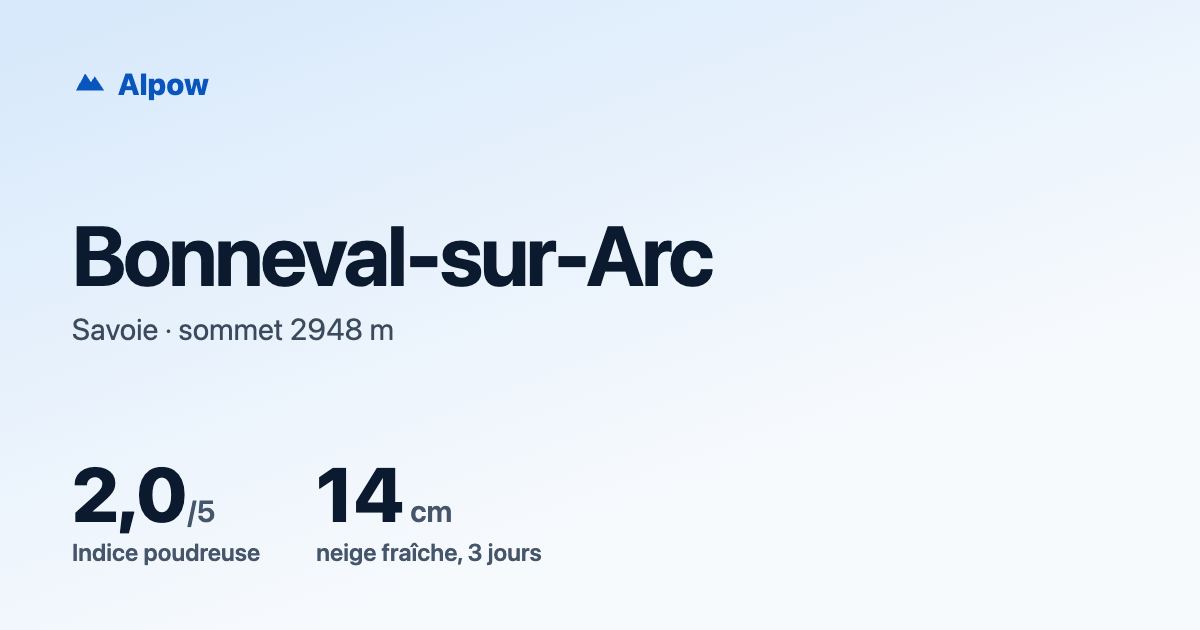 Alpow
Bonneval-sur-Arc
Savoie · sommet 2948 m
2,0/5
Indice poudreuse
14 cm
neige fraîche, 3 jours